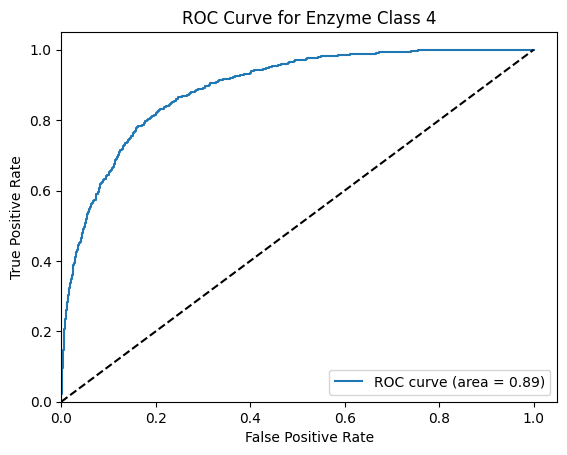 ROC Curve for Enzyme Class 4
True Positive Rate
1.0
0.8
0.6
0.4
0.2
0.0
ROC curve (area = 0.89)
0.0 0.2 0.4 0.6 0.8 1.0
False Positive Rate